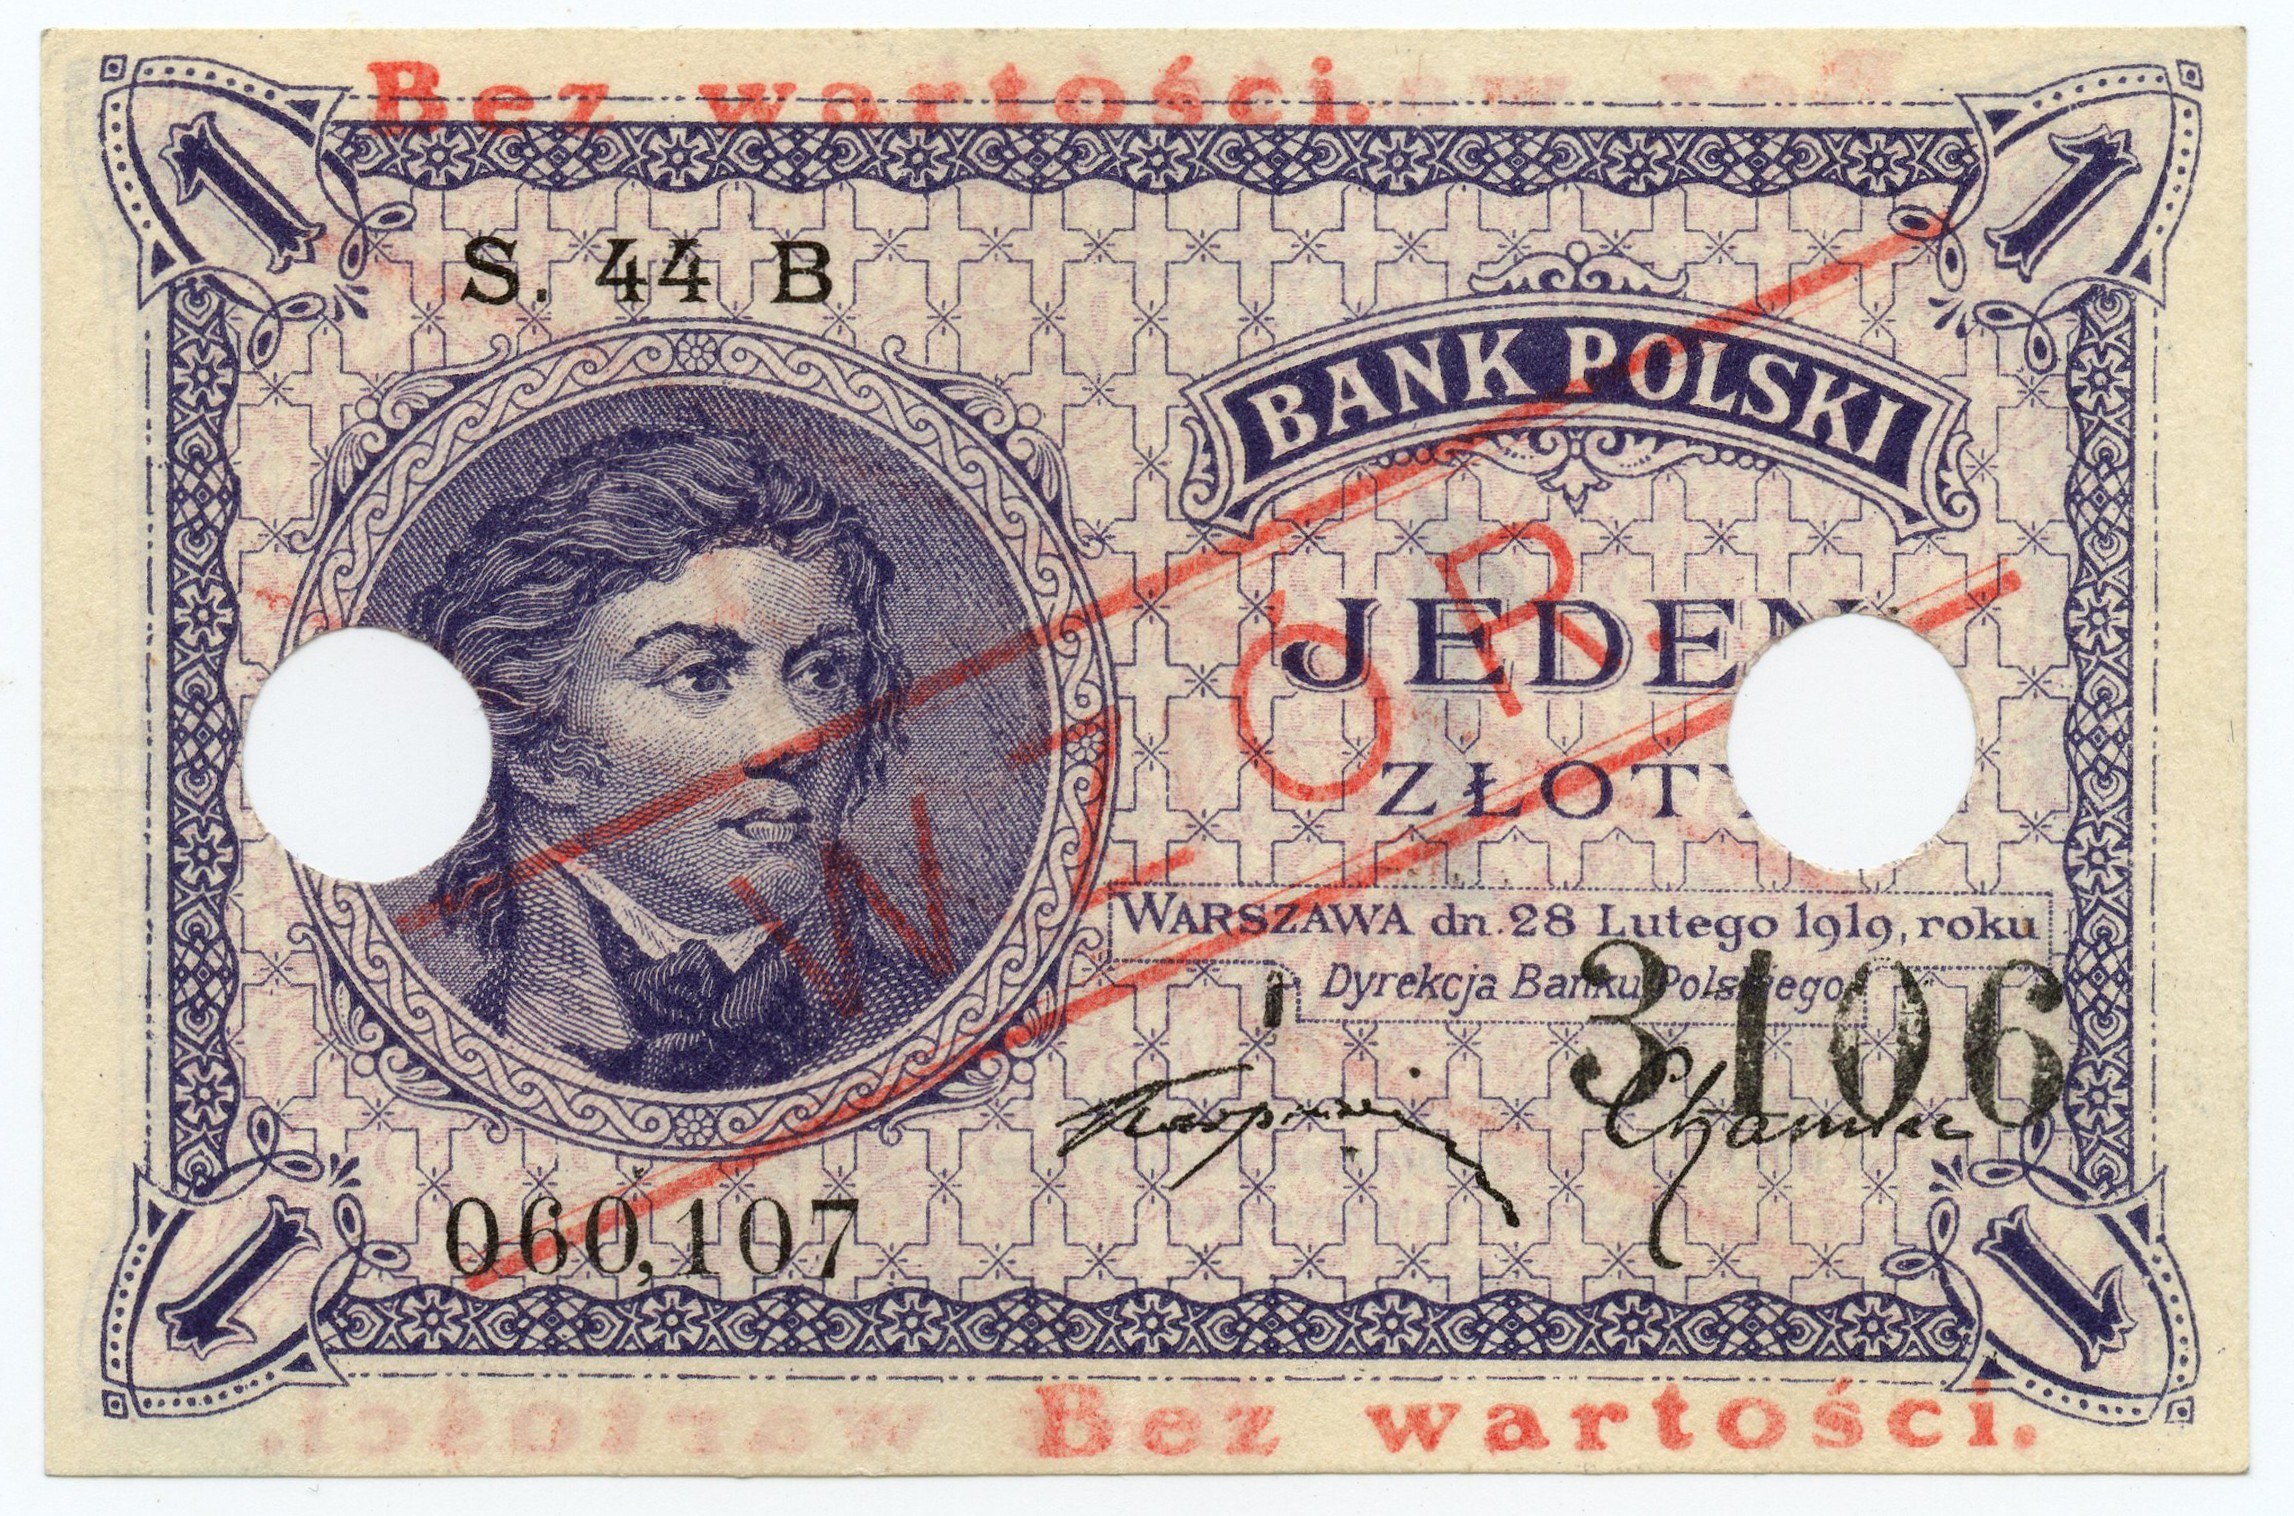 Bez wartości.
1 1
S. 44 B
BANK POLSKI
JEDEN
ZŁOTY
WZÓR
WARSZAWA dn. 28 Lutego 1919, roku
Dyrekcja Banku Polskiego
3106
060,107
1 1
Bez wartości.